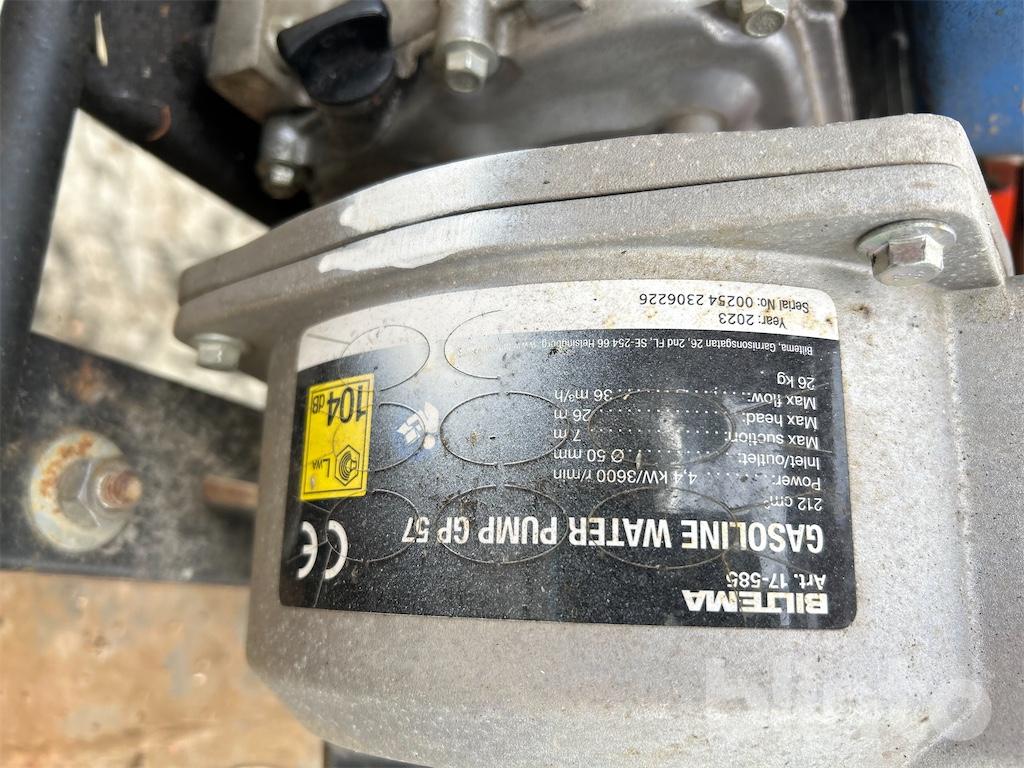 BILTEMA
Art. 17-585
GASOLINE WATER PUMP GP 57
212 cm³
Power: 4,4 kW/3600 r/min
Inlet/outlet: Ø 50 mm
Max suction: 7 m
Max head: 26 m
Max flow: 36 m³/h
26 kg
Biltema, Garnisonsgatan 26, 2nd FL, SE-254 66 Helsingborg
Year: 2023
Serial No: 00254 2306226
CE
LWA
104 dB
blinto